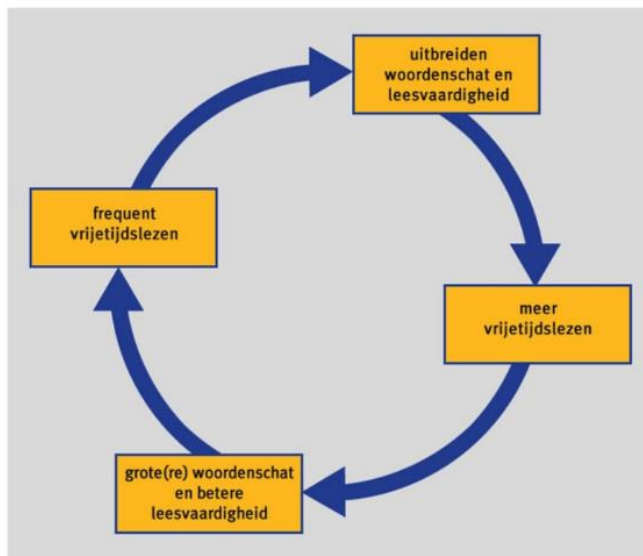 uitbreiden
woordenschat en
leesvaardigheid
frequent
vrijetijdslezen
meer
vrijetijdslezen
grote(re) woordenschat
en betere
leesvaardigheid